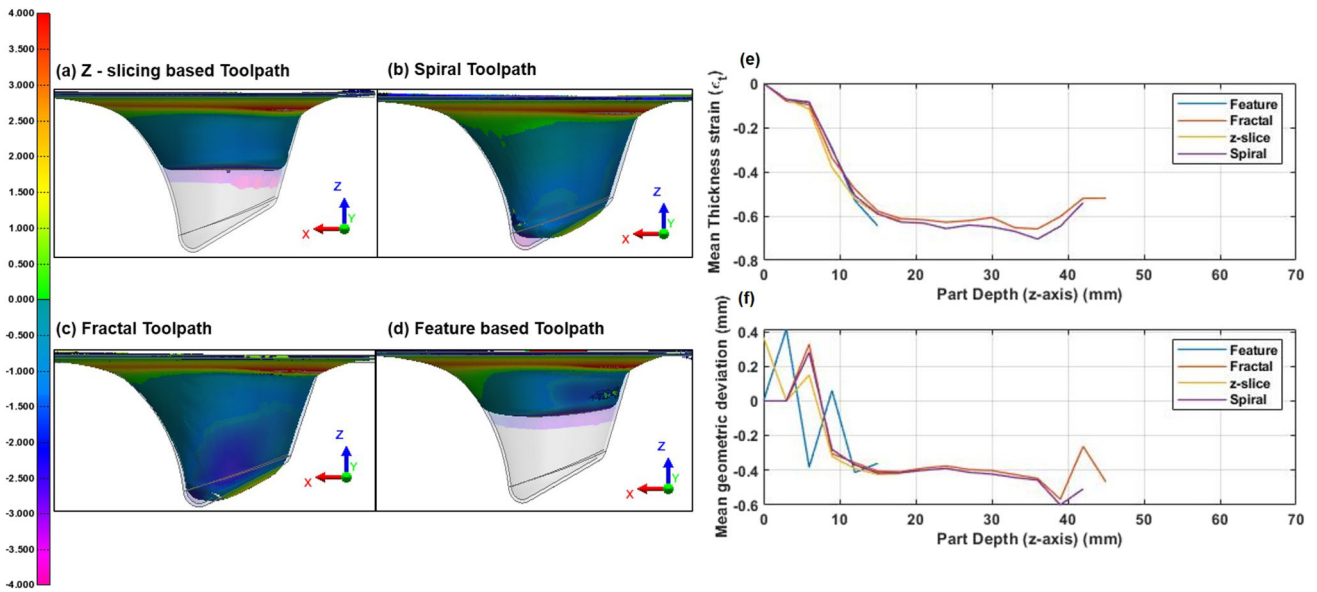 4.000
3.500
3.000
2.500
2.000
1.500
1.000
0.500
0.000
-0.500
-1.000
-1.500
-2.000
-2.500
-3.000
-3.500
-4.000
(a) Z - slicing based Toolpath
Z
Y
X
(b) Spiral Toolpath
Z
Y
X
(c) Fractal Toolpath
Z
Y
X
(d) Feature based Toolpath
Z
Y
X
(e)
Mean Thickness strain (ϵt)
0
-0.2
-0.4
-0.6
-0.8
Feature
Fractal
z-slice
Spiral
0 10 20 30 40 50 60 70
Part Depth (z-axis) (mm)
(f)
Mean geometric deviation (mm)
0.4
0.2
0
-0.2
-0.4
-0.6
Feature
Fractal
z-slice
Spiral
0 10 20 30 40 50 60 70
Part Depth (z-axis) (mm)